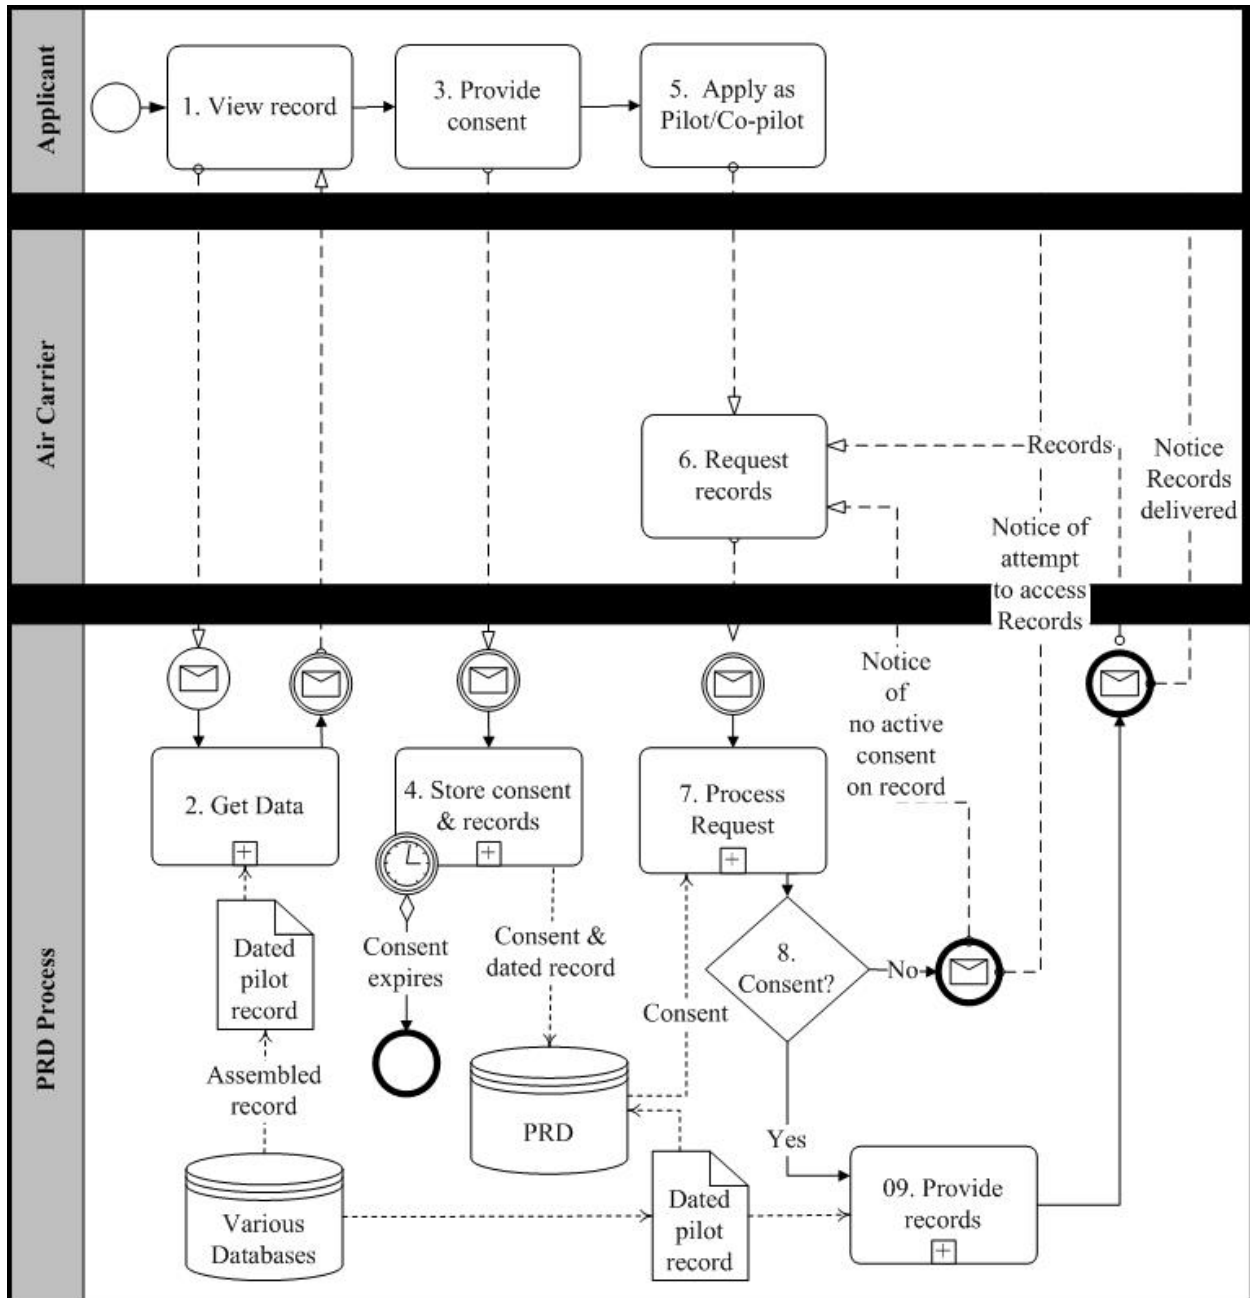 Applicant
1. View record
3. Provide
consent
5. Apply as
Pilot/Co-pilot
Air Carrier
6. Request
records
Records
Notice
Records
delivered
Notice of
attempt
to access
Records
PRD Process
Notice
of
no active
consent
on record
2. Get Data
4. Store consent
& records
7. Process
Request
Dated
pilot
record
Consent
expires
Consent &
dated record
8.
Consent?
No
Consent
Assembled
record
PRD
Yes
Various
Databases
Dated
pilot
record
09. Provide
records